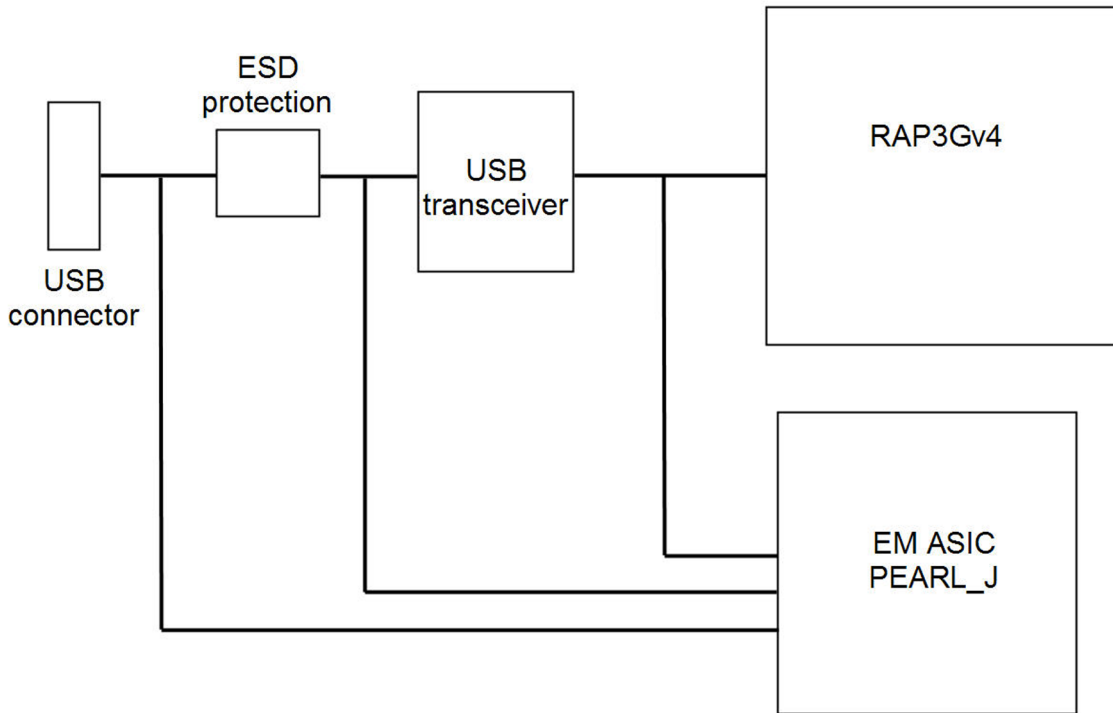 ESD
protection
USB
connector
USB
transceiver
RAP3Gv4
EM ASIC
PEARL_J